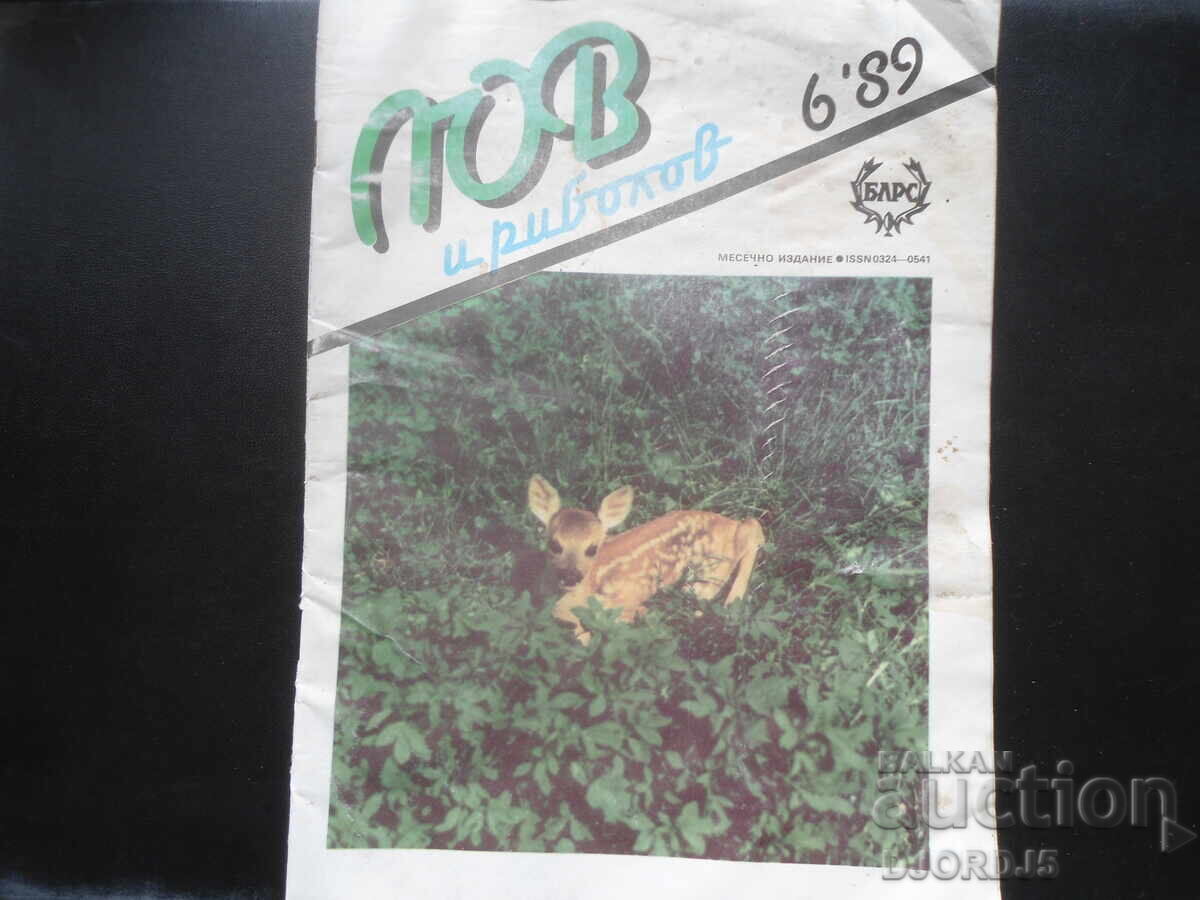 ЛОВ
и риболов
6'89
БЛРС
МЕСЕЧНО ИЗДАНИЕ ● ISSN 0324—0541
BALKAN
auction
DJORDJ5